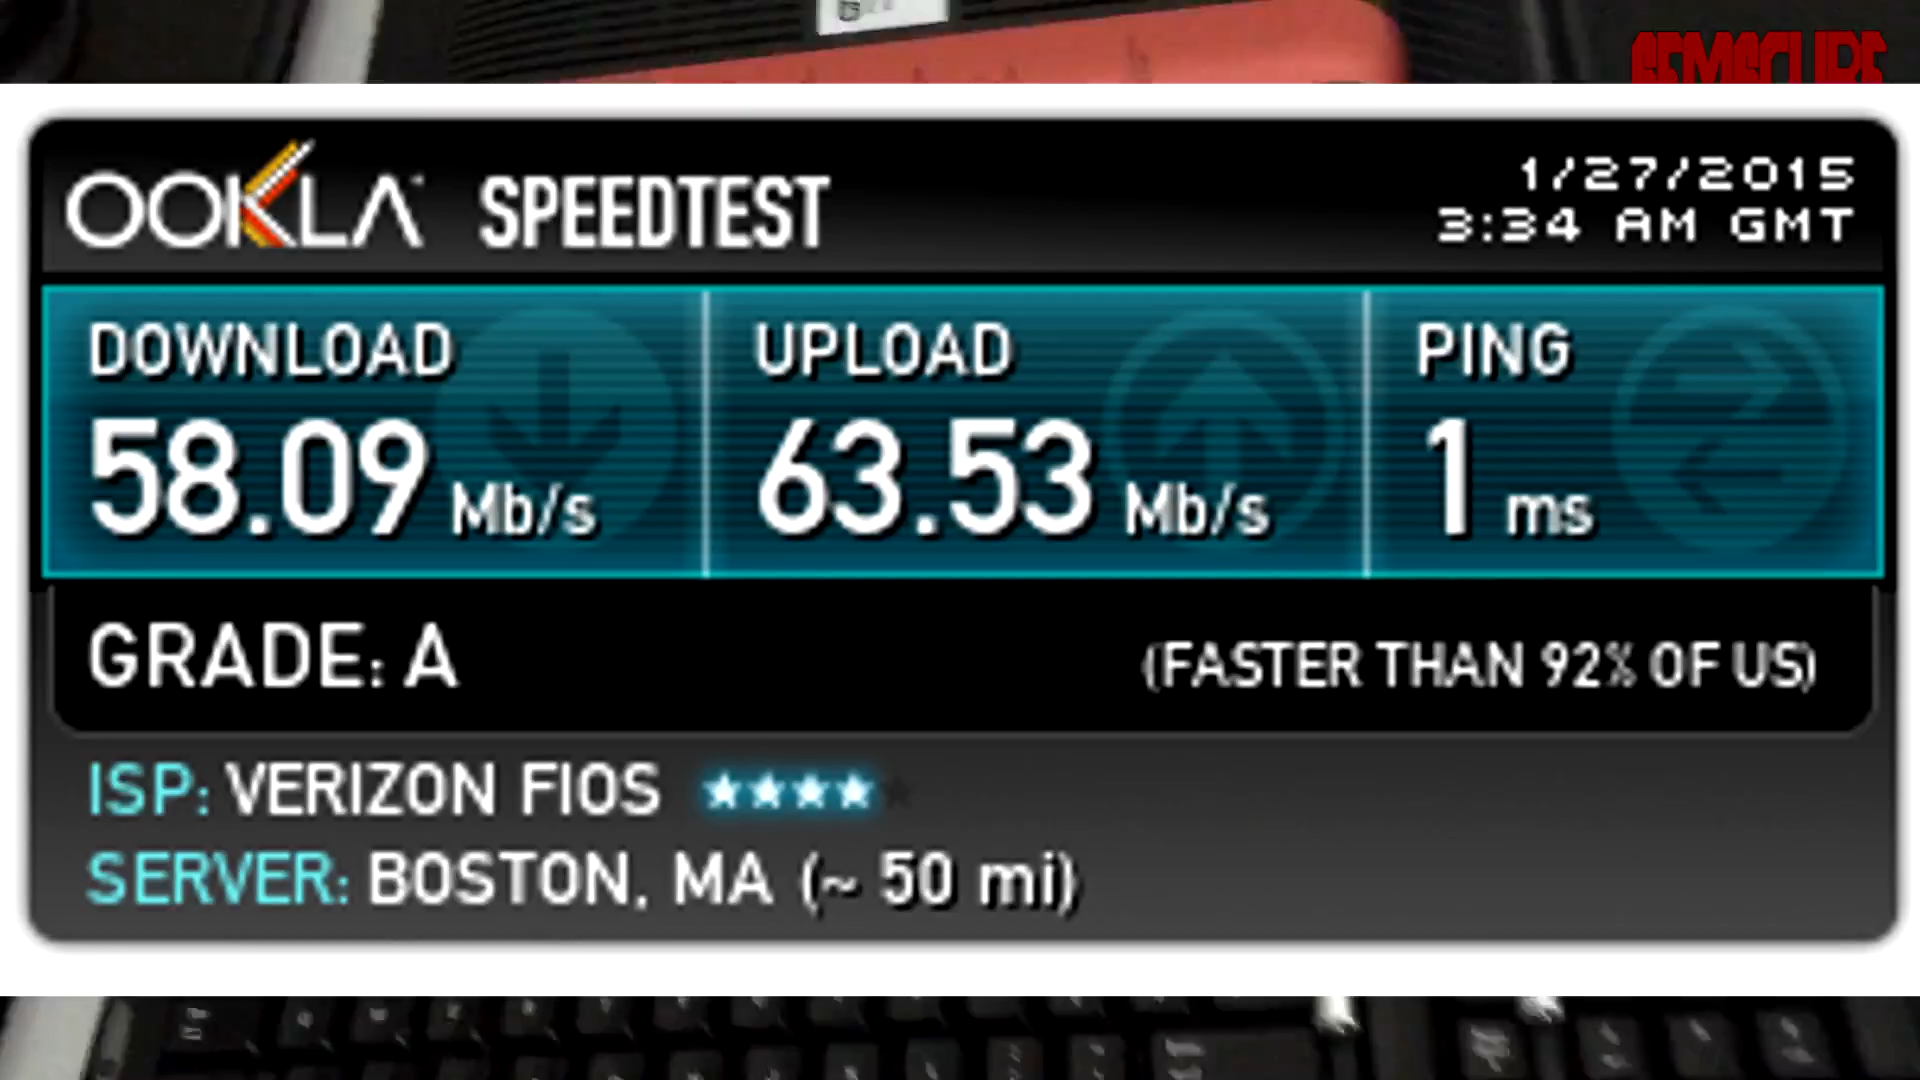 OOKLA SPEEDTEST
1/27/2015
3:34 AM GMT
DOWNLOAD
58.09 Mb/s
UPLOAD
63.53 Mb/s
PING
1 ms
GRADE: A
(FASTER THAN 92% OF US)
ISP: VERIZON FIOS
SERVER: BOSTON, MA (~ 50 mi)